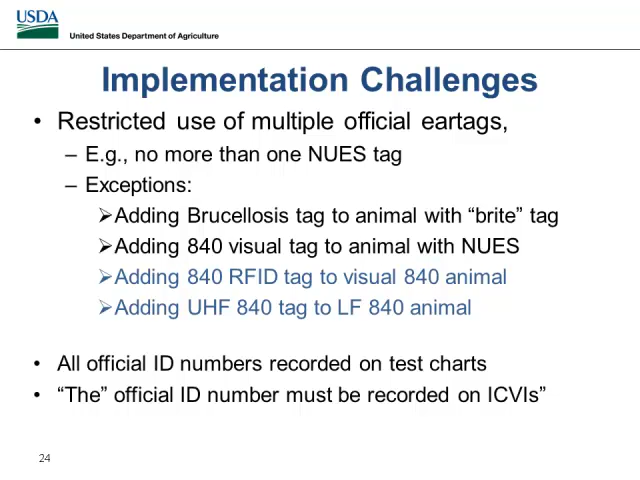 USDA
United States Department of Agriculture
Implementation Challenges
• Restricted use of multiple official eartags,
– E.g., no more than one NUES tag
– Exceptions:
➢Adding Brucellosis tag to animal with “brite” tag
➢Adding 840 visual tag to animal with NUES
➢Adding 840 RFID tag to visual 840 animal
➢Adding UHF 840 tag to LF 840 animal
• All official ID numbers recorded on test charts
• “The” official ID number must be recorded on ICVIs”
24